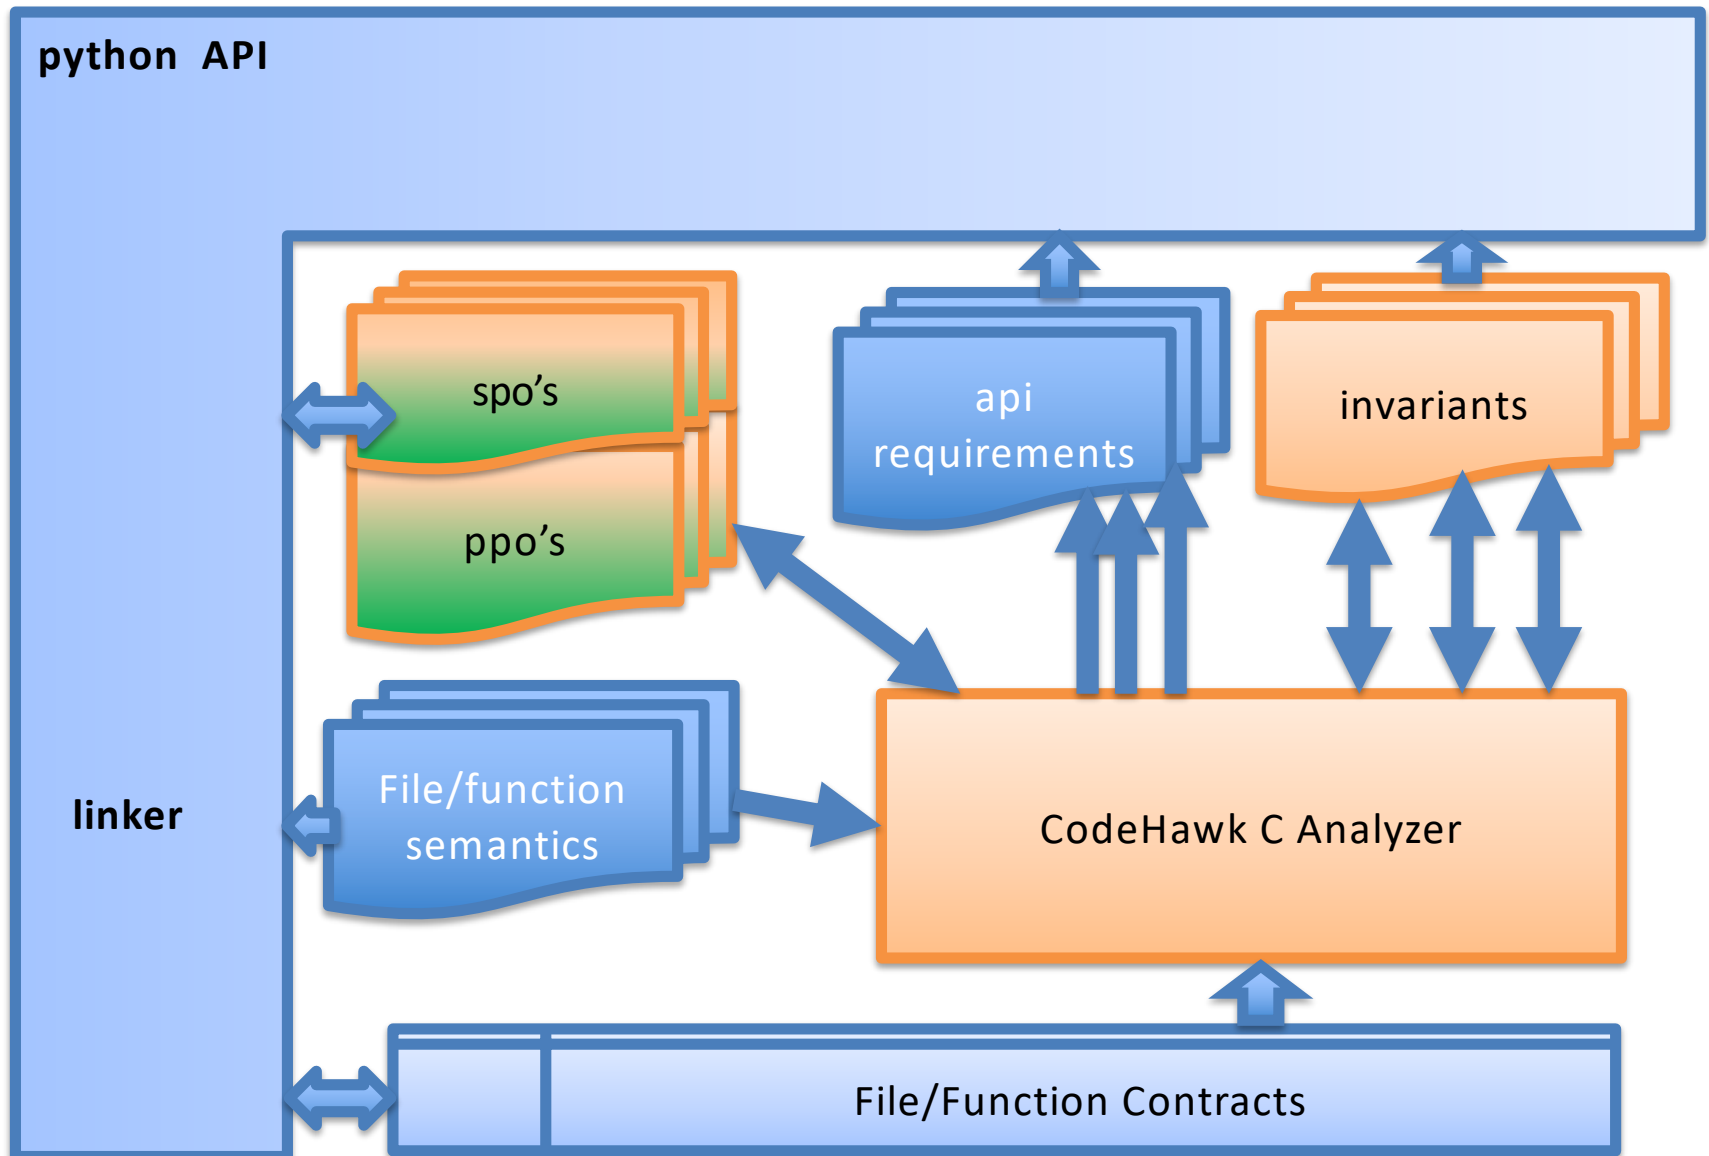 python API
spo’s
api
requirements
invariants
ppo’s
File/function
semantics
linker
CodeHawk C Analyzer
File/Function Contracts